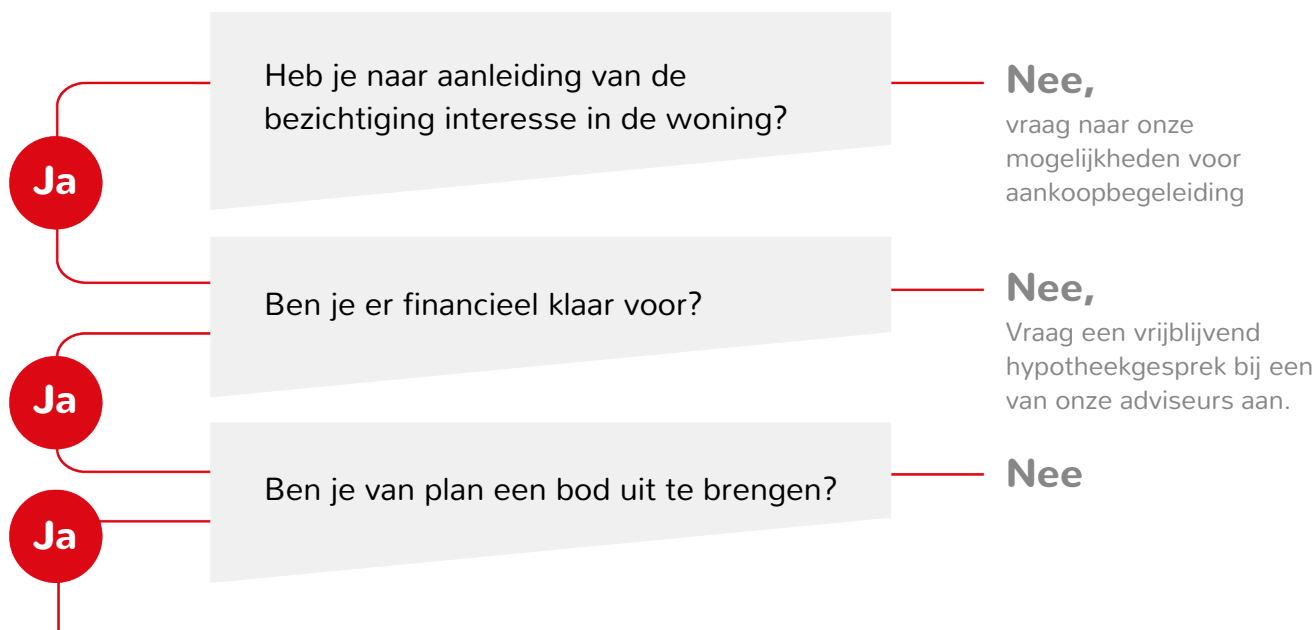 Heb je naar aanleiding van de
bezichtiging interesse in de woning?
Nee,
vraag naar onze
mogelijkheden voor
aankoopbegeleiding
Ja
Ben je er financieel klaar voor?
Nee,
Vraag een vrijblijvend
hypotheekgesprek bij een
van onze adviseurs aan.
Ja
Ben je van plan een bod uit te brengen?
Nee
Ja